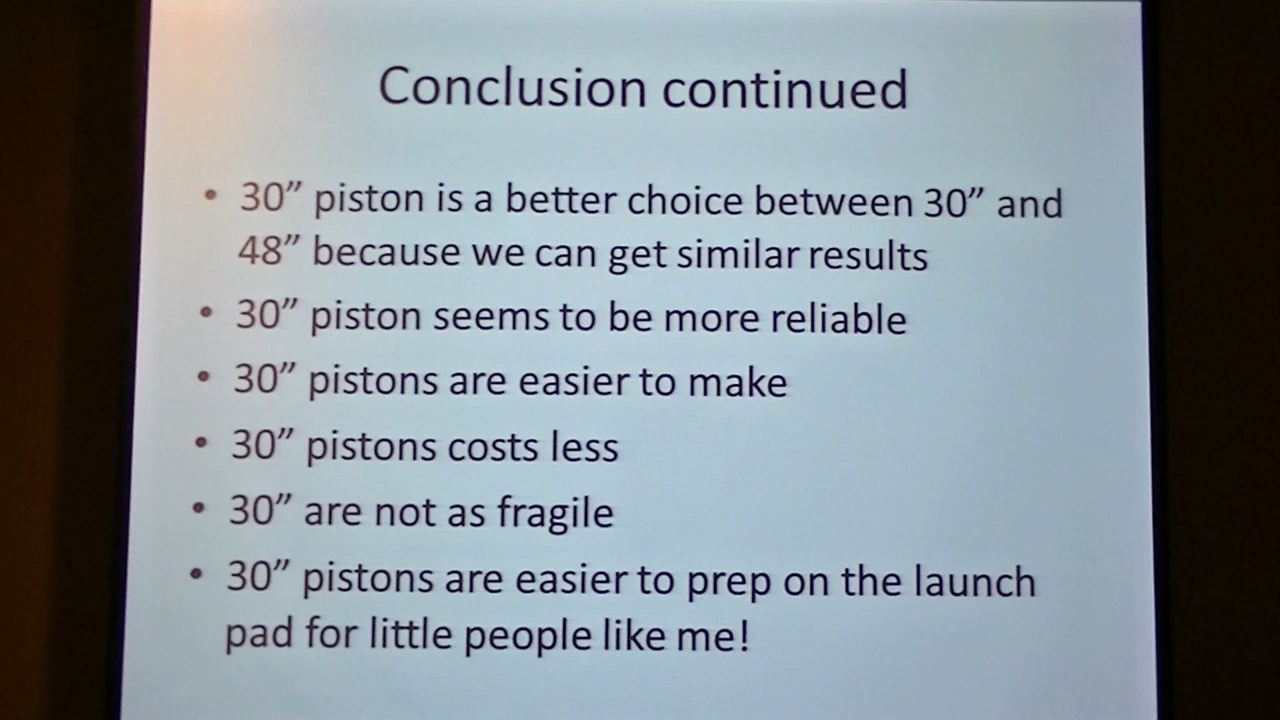 Conclusion continued
• 30” piston is a better choice between 30” and
48” because we can get similar results
• 30” piston seems to be more reliable
• 30” pistons are easier to make
• 30” pistons costs less
• 30” are not as fragile
• 30” pistons are easier to prep on the launch
pad for little people like me!